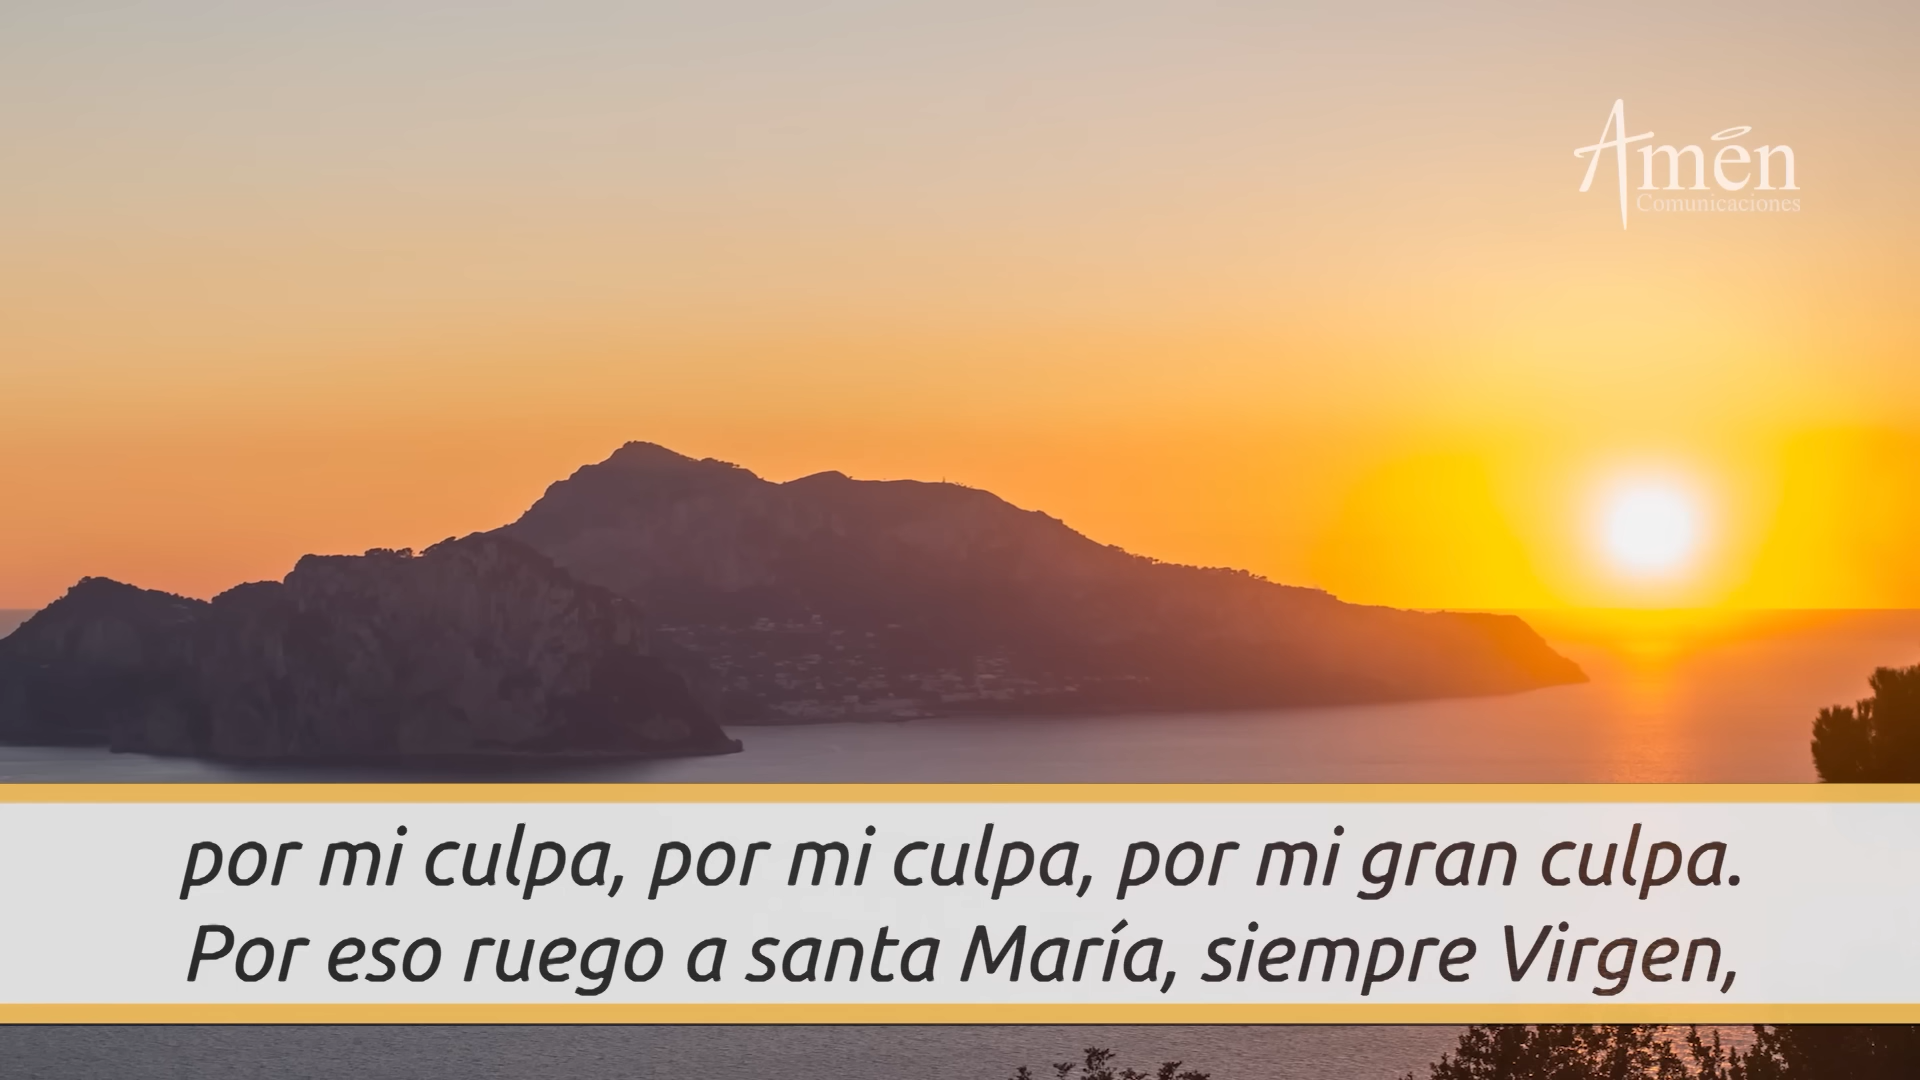 Amén
Comunicaciones
por mi culpa, por mi culpa, por mi gran culpa.
Por eso ruego a santa María, siempre Virgen,